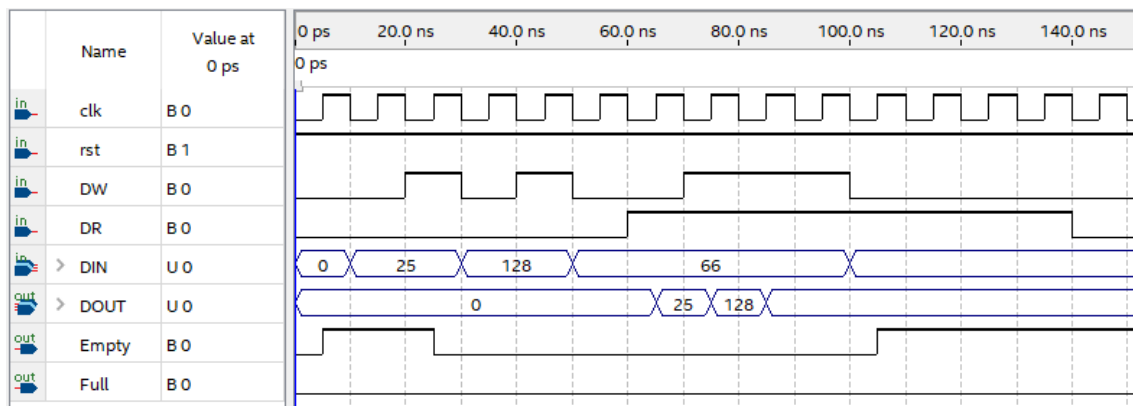 Name
Value at
0 ps
0 ps 20.0 ns 40.0 ns 60.0 ns 80.0 ns 100.0 ns 120.0 ns 140.0 ns
0 ps
in clk B 0
in rst B 1
in DW B 0
in DR B 0
in > DIN U 0 0 25 128 66
out > DOUT U 0 0 25 128
out Empty B 0
out Full B 0